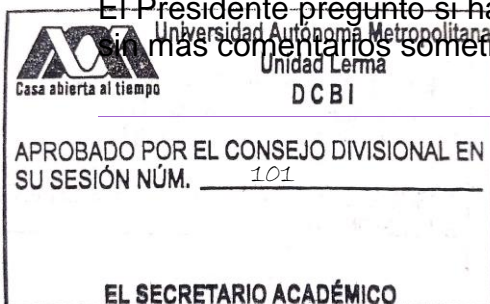 El Presidente preguntó si ha
Universidad Autónoma Metropolitana
sin más comentarios somet
Unidad Lerma
Casa abierta al tiempo
DCBI
APROBADO POR EL CONSEJO DIVISIONAL EN
SU SESIÓN NÚM. 101
EL SECRETARIO ACADÉMICO